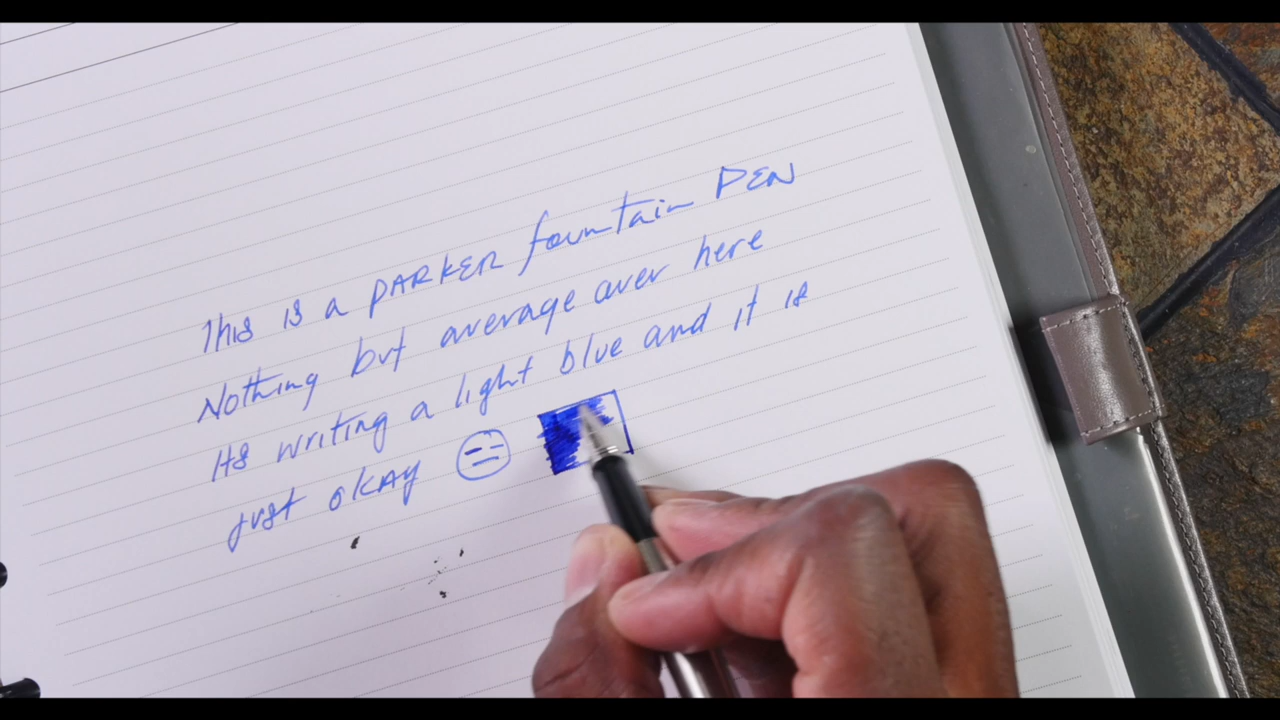 This is a PARKER fountain PEN
Nothing but average over here
Its writing a light blue and it is
just okay